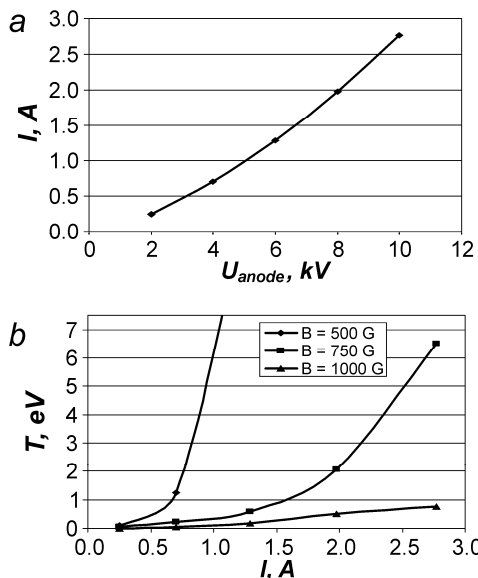 a
3.0
2.5
2.0
1.5
1.0
0.5
0.0
I, A
0 2 4 6 8 10 12
U anode, kV
b
7
6
5
4
3
2
1
0
T, eV
B = 500 G
B = 750 G
B = 1000 G
0.0 0.5 1.0 1.5 2.0 2.5 3.0
I, A